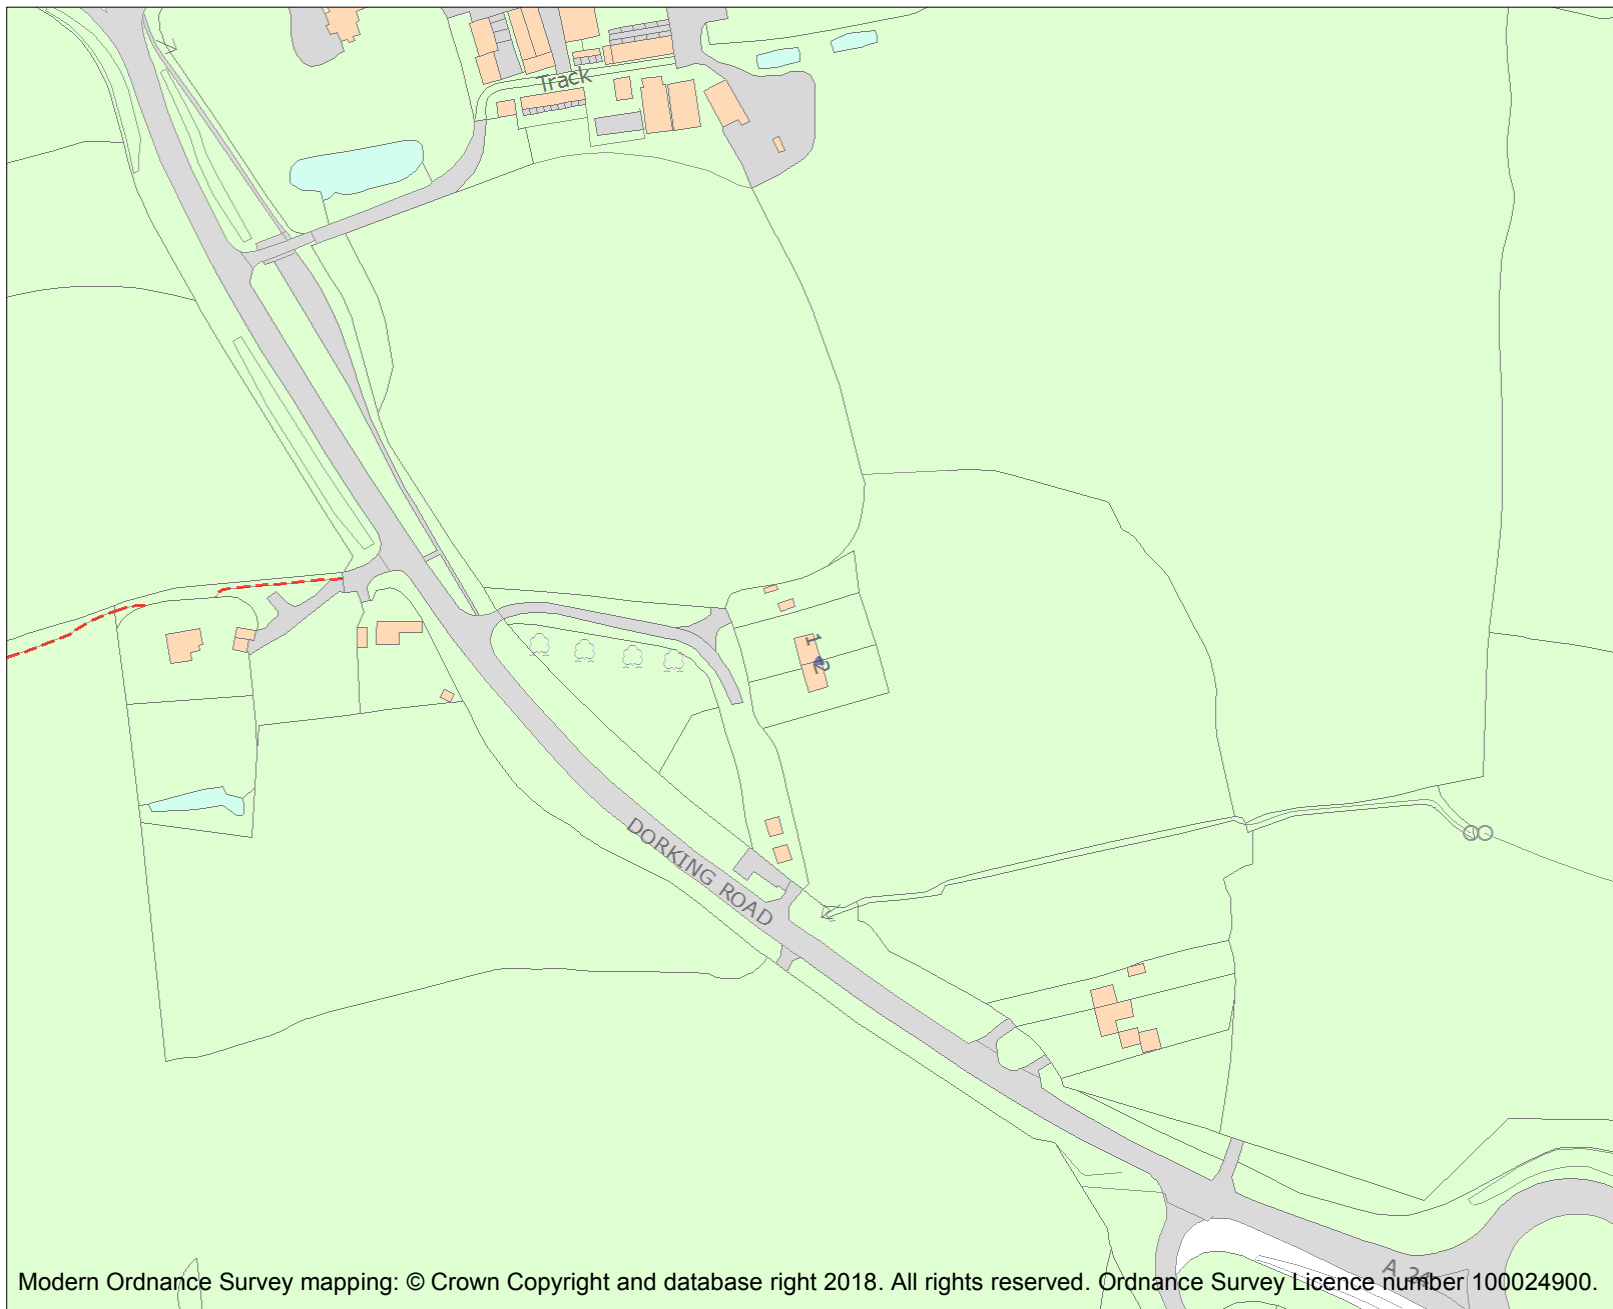 Track
1
2
DORKING ROAD
A 24
Modern Ordnance Survey mapping: © Crown Copyright and database right 2018. All rights reserved. Ordnance Survey Licence number 100024900.